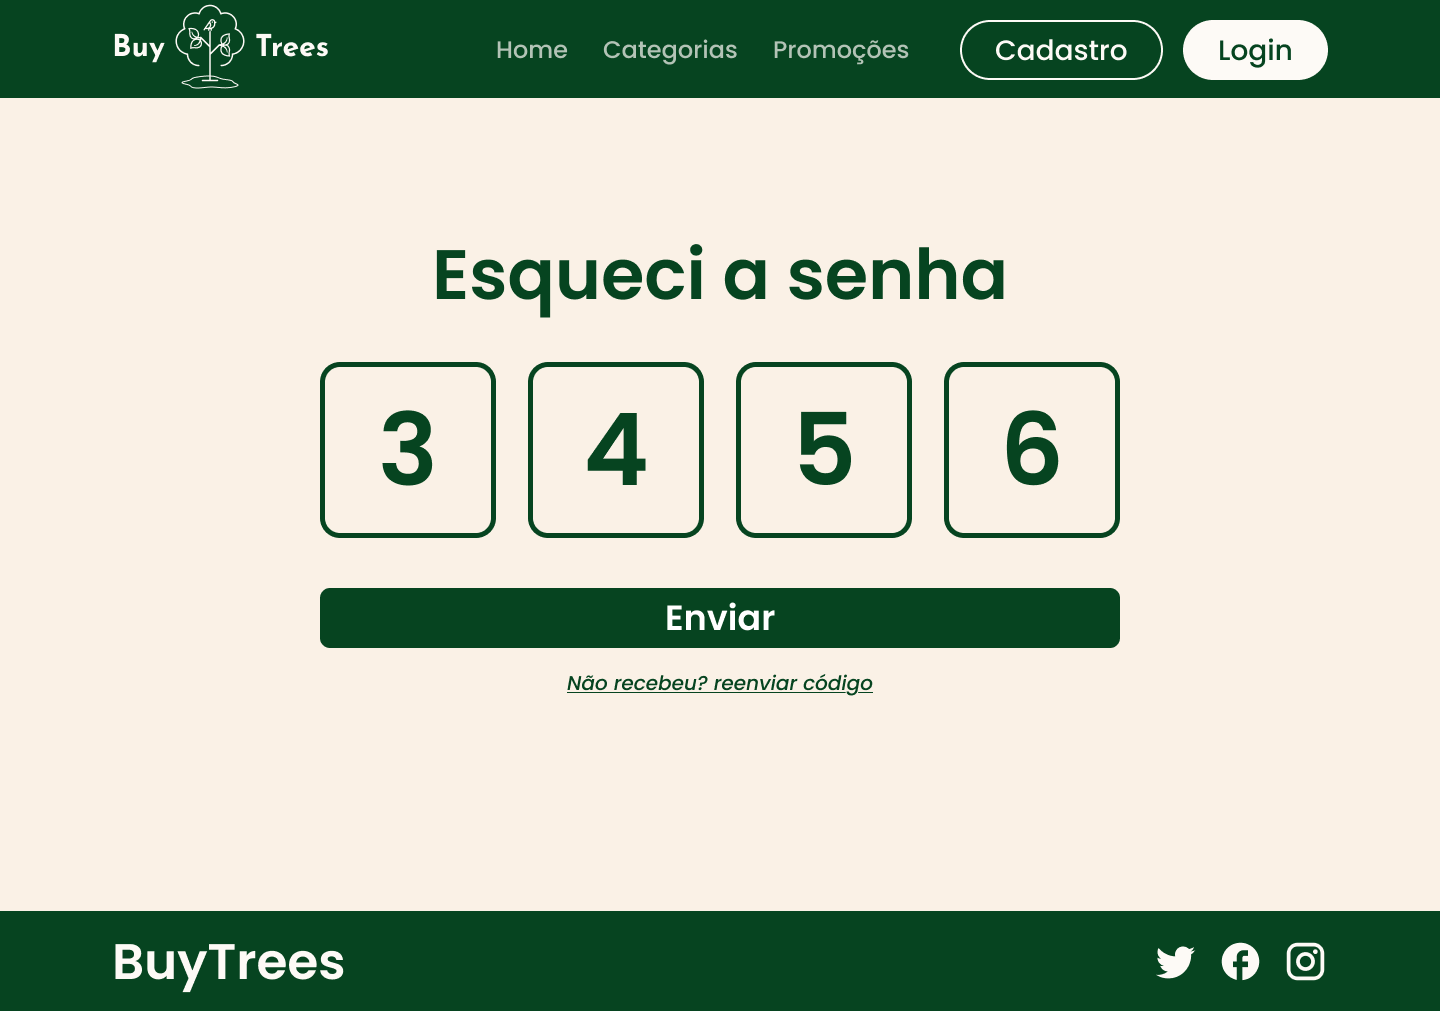 Buy Trees Home Categorias Promoções Cadastro Login
Esqueci a senha
3 4 5 6
Enviar
Não recebeu? reenviar código
BuyTrees